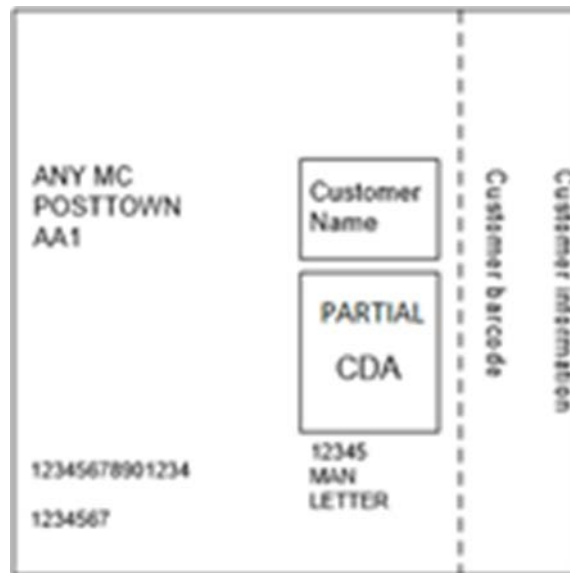 ANY MC
POSTTOWN
AA1
Customer
Name
PARTIAL
CDA
12345678901234
1234567
12345
MAN
LETTER
Customer barcode
Customer information